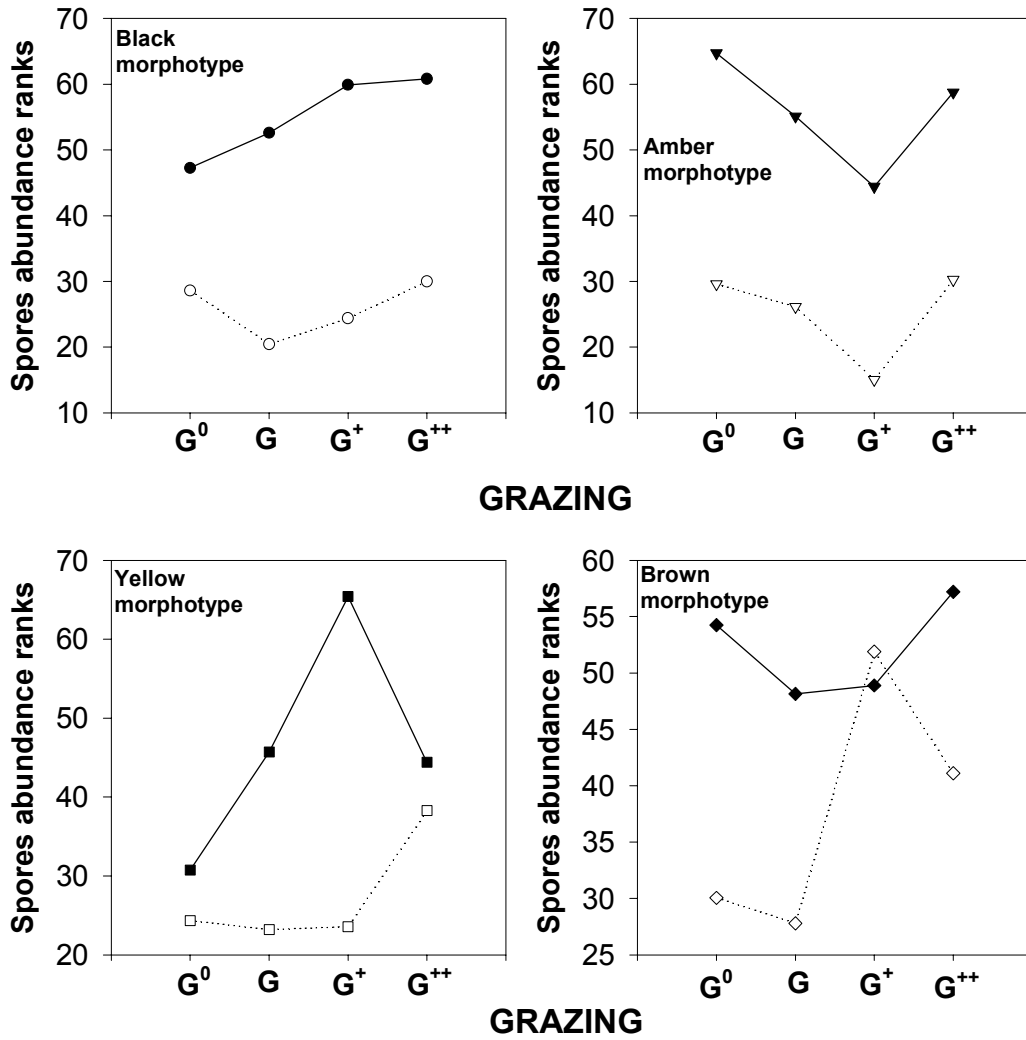 Spores abundance ranks
70
60
50
40
30
20
10
Black
morphotype
G⁰ G G⁺ G⁺⁺
Spores abundance ranks
70
60
50
40
30
20
10
Amber
morphotype
G⁰ G G⁺ G⁺⁺
GRAZING
Spores abundance ranks
70
60
50
40
30
20
Yellow
morphotype
G⁰ G G⁺ G⁺⁺
Spores abundance ranks
60
55
50
45
40
35
30
25
Brown
morphotype
G⁰ G G⁺ G⁺⁺
GRAZING